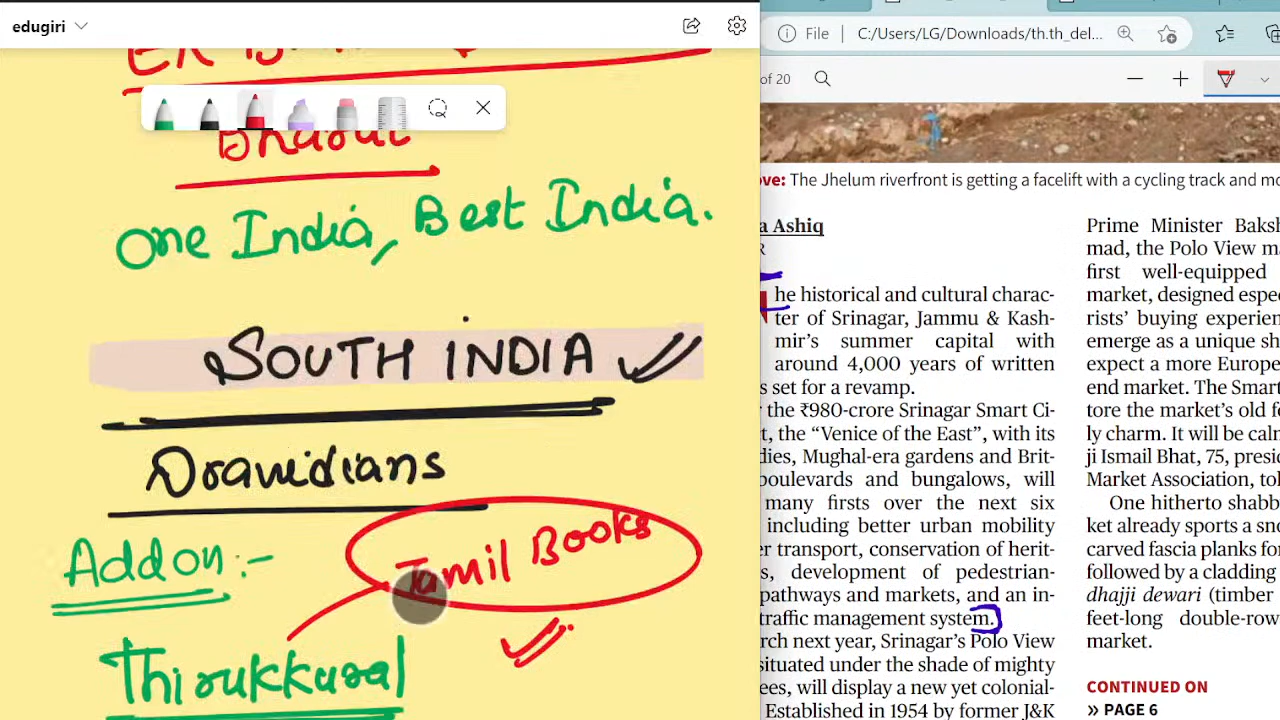 edugiri
Bharat
One India, Best India.
SOUTH INDIA
Dravidians
Addon :-
Tamil Books
Thirukkural
File C:/Users/LG/Downloads/th.th_del...
of 20
ove: The Jhelum riverfront is getting a facelift with a cycling track and mo
a Ashiq
R
he historical and cultural charac-
ter of Srinagar, Jammu & Kash-
mir's summer capital with
around 4,000 years of written
s set for a revamp.
the ₹980-crore Srinagar Smart Ci-
t, the “Venice of the East”, with its
dies, Mughal-era gardens and Brit-
boulevards and bungalows, will
many firsts over the next six
including better urban mobility
r transport, conservation of herit-
s, development of pedestrian-
pathways and markets, and an in-
traffic management system.
rch next year, Srinagar's Polo View
situated under the shade of mighty
ees, will display a new yet colonial-
Established in 1954 by former J&K
Prime Minister Baksh
mad, the Polo View ma
first well-equipped
market, designed espec
rists' buying experien
emerge as a unique sh
expect a more Europe
end market. The Smart
tore the market's old f
ly charm. It will be caln
ji Ismail Bhat, 75, presid
Market Association, tol
One hitherto shabb
ket already sports a sno
carved fascia planks fo
followed by a cladding
dhajji dewari (timber
feet-long double-row
market.
CONTINUED ON
» PAGE 6